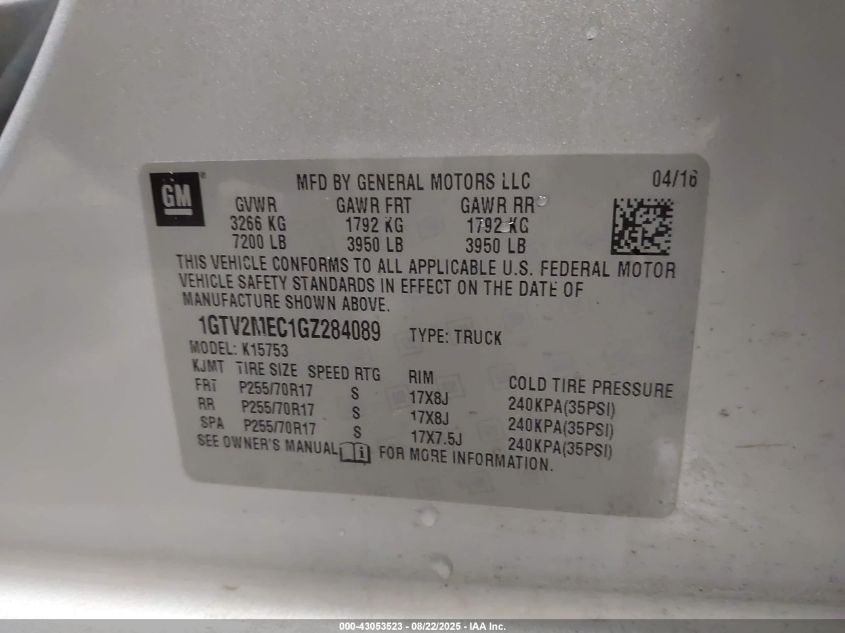 GM ®
MFD BY GENERAL MOTORS LLC 04/16
GVWR GAWR FRT GAWR RR
3266 KG 1792 KG 1792 KG
7200 LB 3950 LB 3950 LB
THIS VEHICLE CONFORMS TO ALL APPLICABLE U.S. FEDERAL MOTOR
VEHICLE SAFETY STANDARDS IN EFFECT ON THE DATE OF
MANUFACTURE SHOWN ABOVE.
1GTV2MEC1GZ284089 TYPE: TRUCK
MODEL: K15753
KJMT TIRE SIZE SPEED RTG RIM COLD TIRE PRESSURE
FRT P255/70R17 S 17X8J 240KPA(35PSI)
RR P255/70R17 S 17X8J 240KPA(35PSI)
SPA P255/70R17 S 17X7.5J 240KPA(35PSI)
SEE OWNER'S MANUAL FOR MORE INFORMATION.
000-43053523 - 08/22/2025 - IAA Inc.